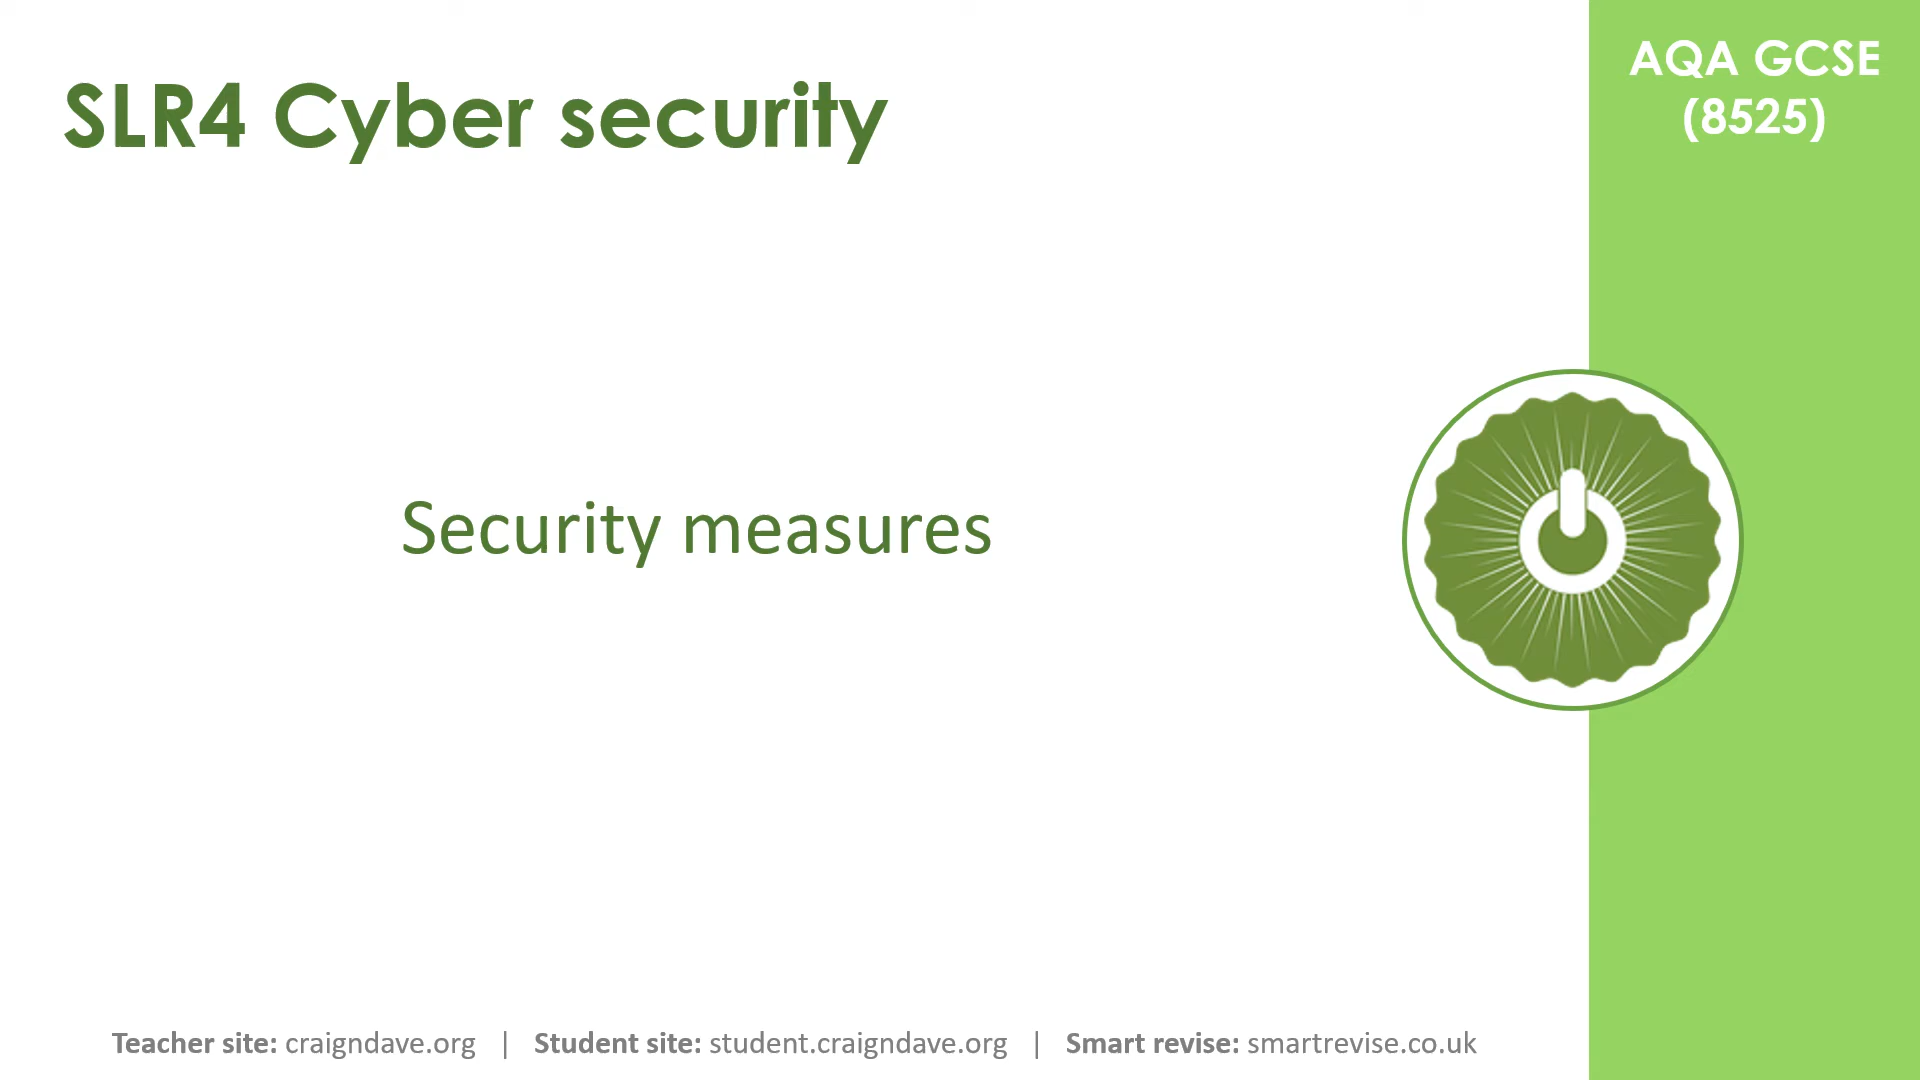 SLR4 Cyber security
AQA GCSE
(8525)
Security measures
Teacher site: craigndave.org | Student site: student.craigndave.org | Smart revise: smartrevise.co.uk